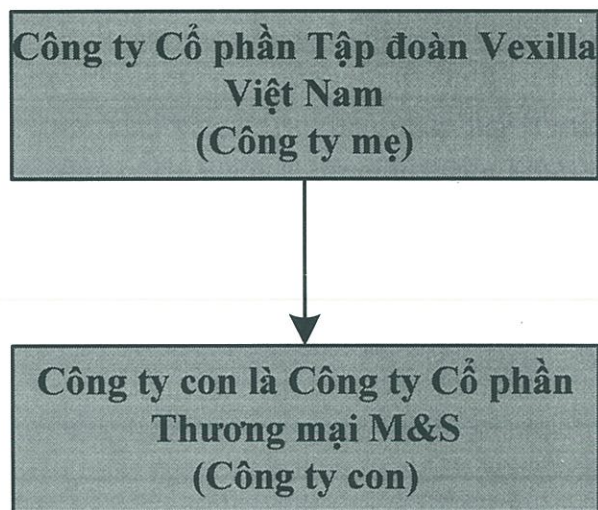 Công ty Cổ phần Tập đoàn Vexilla
Việt Nam
(Công ty mẹ)
Công ty con là Công ty Cổ phần
Thương mại M&S
(Công ty con)